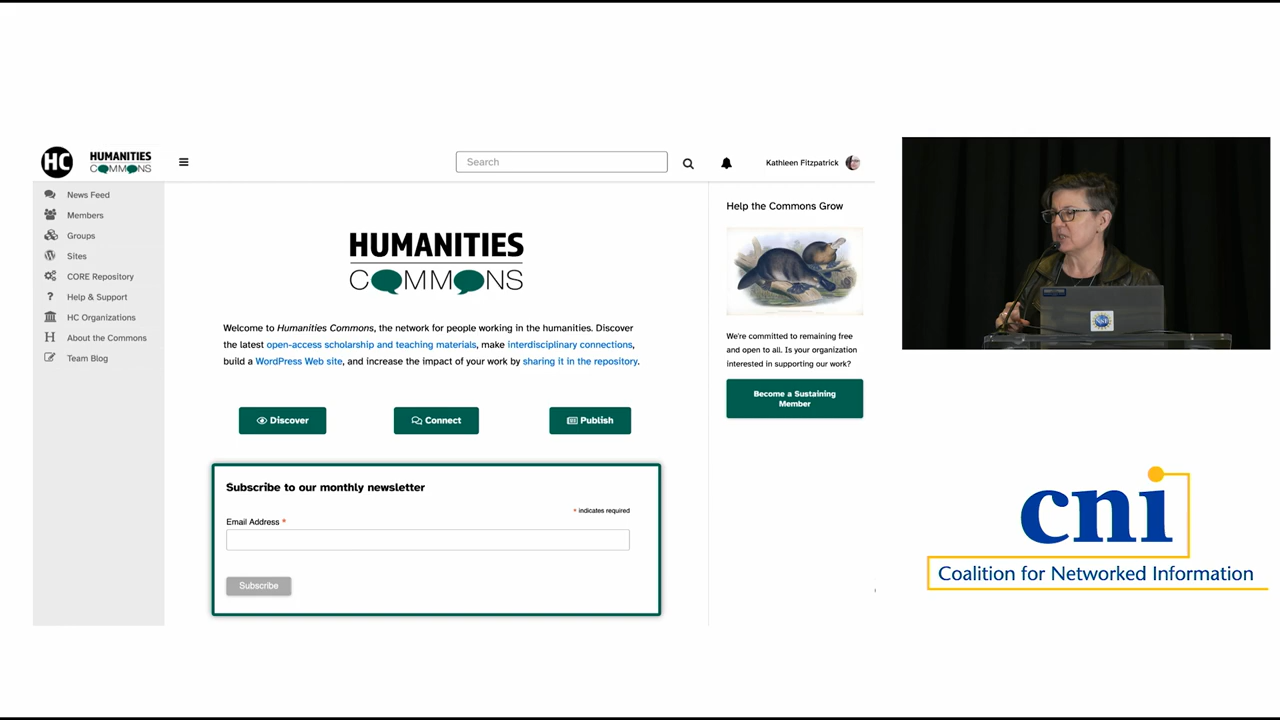 HC
HUMANITIES
COMMONS
Search
Kathleen Fitzpatrick
News Feed
Members
Groups
Sites
CORE Repository
Help & Support
HC Organizations
About the Commons
Team Blog
HUMANITIES
COMMONS
Welcome to Humanities Commons, the network for people working in the humanities. Discover
the latest open-access scholarship and teaching materials, make interdisciplinary connections,
build a WordPress Web site, and increase the impact of your work by sharing it in the repository.
Discover
Connect
Publish
Subscribe to our monthly newsletter
* indicates required
Email Address *
Subscribe
Help the Commons Grow
We're committed to remaining free
and open to all. Is your organization
interested in supporting our work?
Become a Sustaining
Member
NSF
cni
Coalition for Networked Information